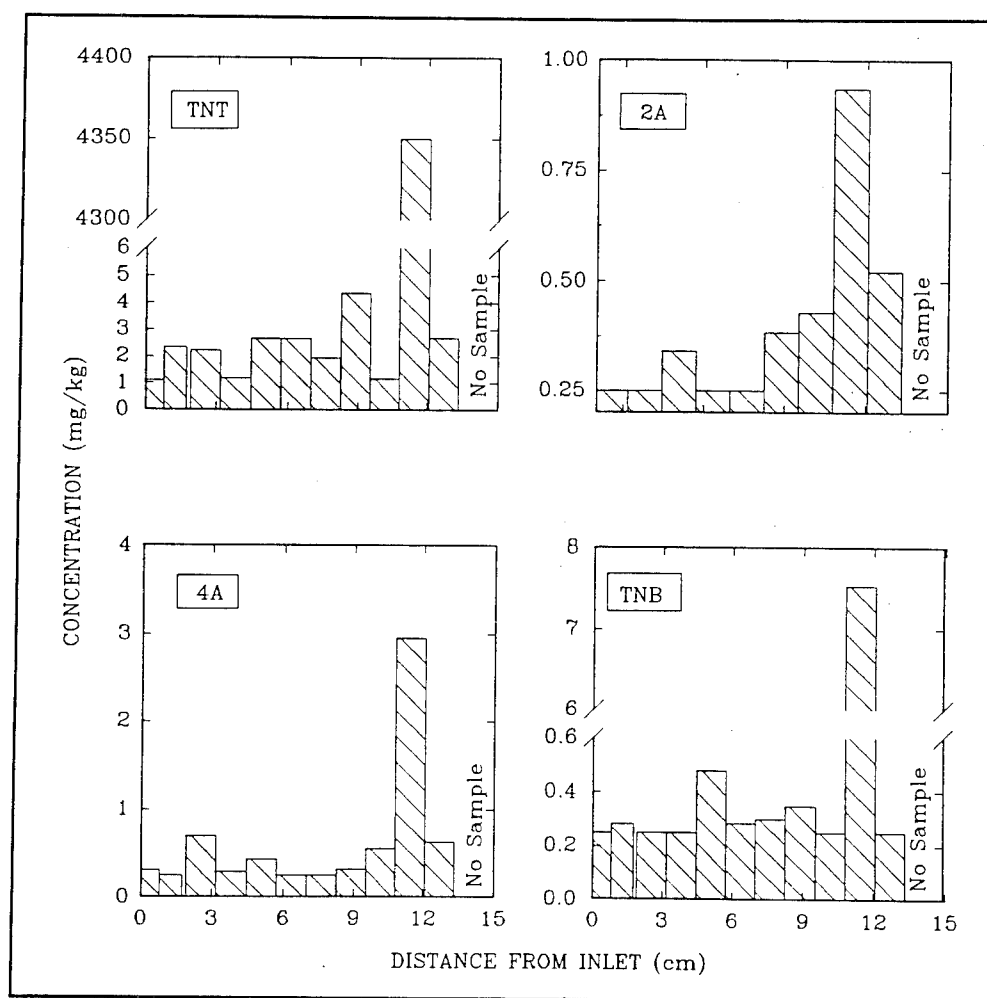 4400
4350
4300
6
5
4
3
2
1
0
TNT
No Sample
1.00
0.75
0.50
0.25
2A
No Sample
CONCENTRATION (mg/kg)
4
3
2
1
0
4A
No Sample
0 3 6 9 12 15
8
7
6
0.6
0.4
0.2
0.0
TNB
No Sample
0 3 6 9 12 15
DISTANCE FROM INLET (cm)